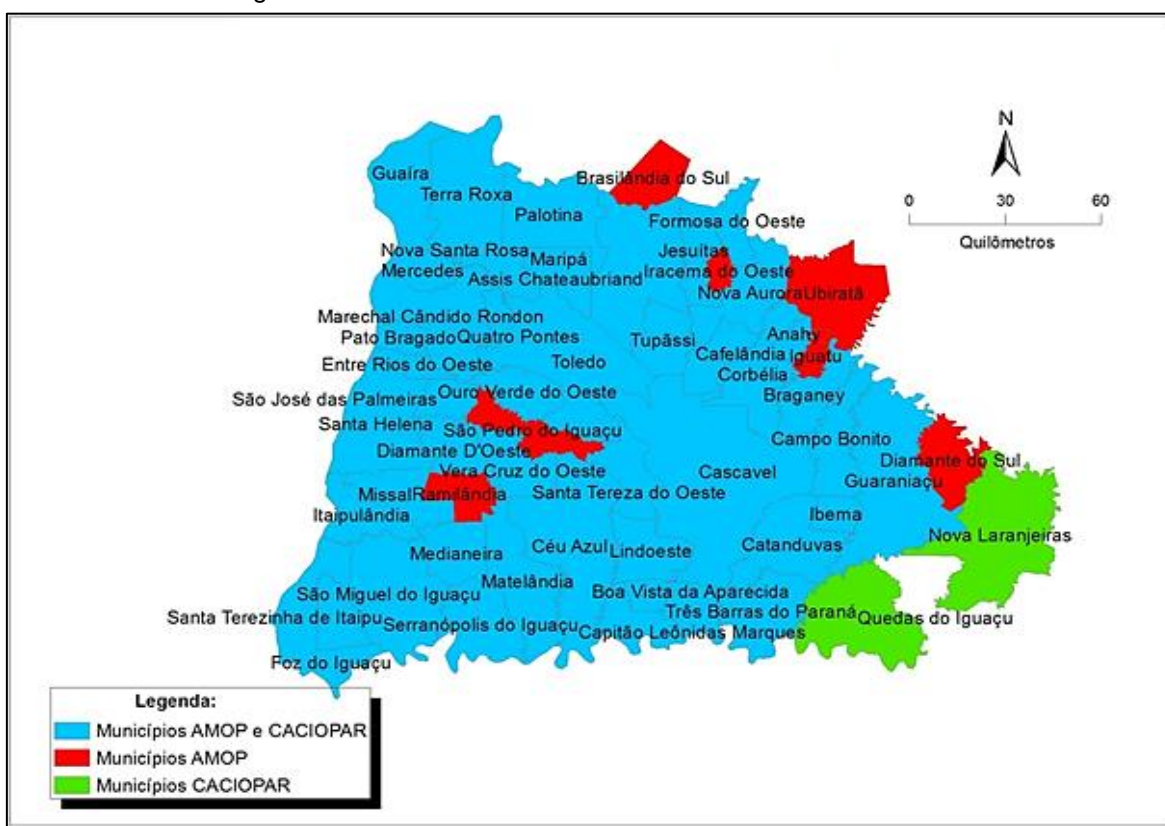 N
0 30 60
Quilômetros
Guaíra
Terra Roxa
Brasilândia do Sul
Palotina
Formosa do Oeste
Nova Santa Rosa
Maripá
Jesuítas
Mercedes
Assis Chateaubriand
Iracema do Oeste
Nova Aurora
Ubiratã
Marechal Cândido Rondon
Pato Bragado
Quatro Pontes
Tupãssi
Anahy
Entre Rios do Oeste
Toledo
Cafelândia
Iguatu
Corbélia
São José das Palmeiras
Ouro Verde do Oeste
Braganey
Santa Helena
São Pedro do Iguaçu
Campo Bonito
Diamante D'Oeste
Diamante do Sul
Vera Cruz do Oeste
Cascavel
Guaraniaçu
Missal
Ramilândia
Santa Tereza do Oeste
Itaipulândia
Ibema
Nova Laranjeiras
Medianeira
Céu Azul
Lindoeste
Catanduvas
São Miguel do Iguaçu
Matelândia
Boa Vista da Aparecida
Santa Terezinha de Itaipu
Serranópolis do Iguaçu
Três Barras do Paraná
Quedas do Iguaçu
Capitão Leônidas Marques
Foz do Iguaçu
Legenda:
Municípios AMOP e CACIOPAR
Municípios AMOP
Municípios CACIOPAR